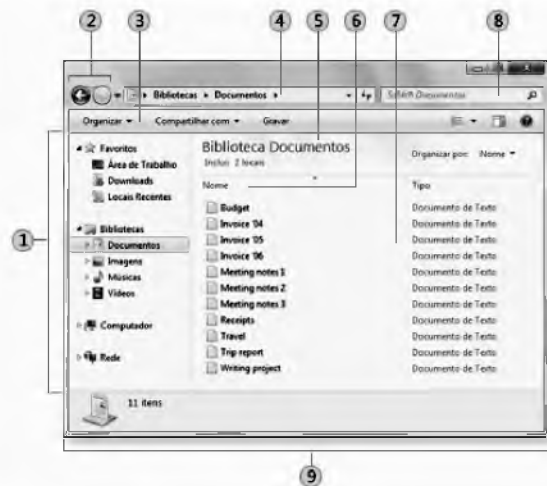 2 3 4 5 6 7 8
Bibliotecas Documentos Search Documentos
Organizar Compartilhar com Gravar
1
Favoritos
Área de Trabalho
Downloads
Locais Recentes
Bibliotecas
Documentos
Imagens
Músicas
Vídeos
Computador
Rede
Biblioteca Documentos
Inclui: 2 locais
Organizar por: Nome
Nome Tipo
Budget Documento de Texto
Invoice '04 Documento de Texto
Invoice '05 Documento de Texto
Invoice '06 Documento de Texto
Meeting notes 1 Documento de Texto
Meeting notes 2 Documento de Texto
Meeting notes 3 Documento de Texto
Receipts Documento de Texto
Travel Documento de Texto
Trip report Documento de Texto
Writing project Documento de Texto
11 itens
9